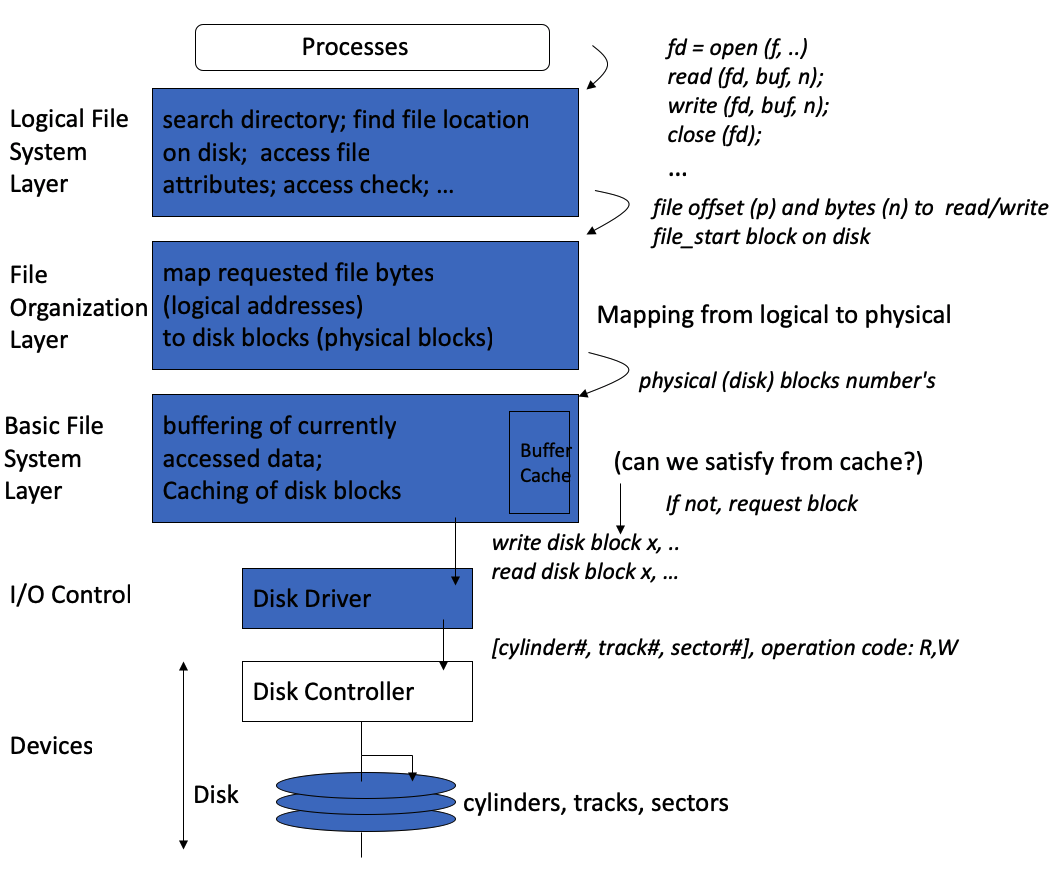 Processes
fd = open (f, ..)
read (fd, buf, n);
write (fd, buf, n);
close (fd);
...
Logical File
System
Layer
search directory; find file location
on disk;  access file
attributes; access check; ...
file offset (p) and bytes (n) to  read/write
file_start block on disk
File
Organization
Layer
map requested file bytes
(logical addresses)
to disk blocks (physical blocks)
Mapping from logical to physical
physical (disk) blocks number's
Basic File
System
Layer
buffering of currently
accessed data;
Caching of disk blocks
Buffer
Cache
(can we satisfy from cache?)
If not, request block
write disk block x, ..
read disk block x, ...
I/O Control
Disk Driver
[cylinder#, track#, sector#], operation code: R,W
Disk Controller
Devices
Disk
cylinders, tracks, sectors